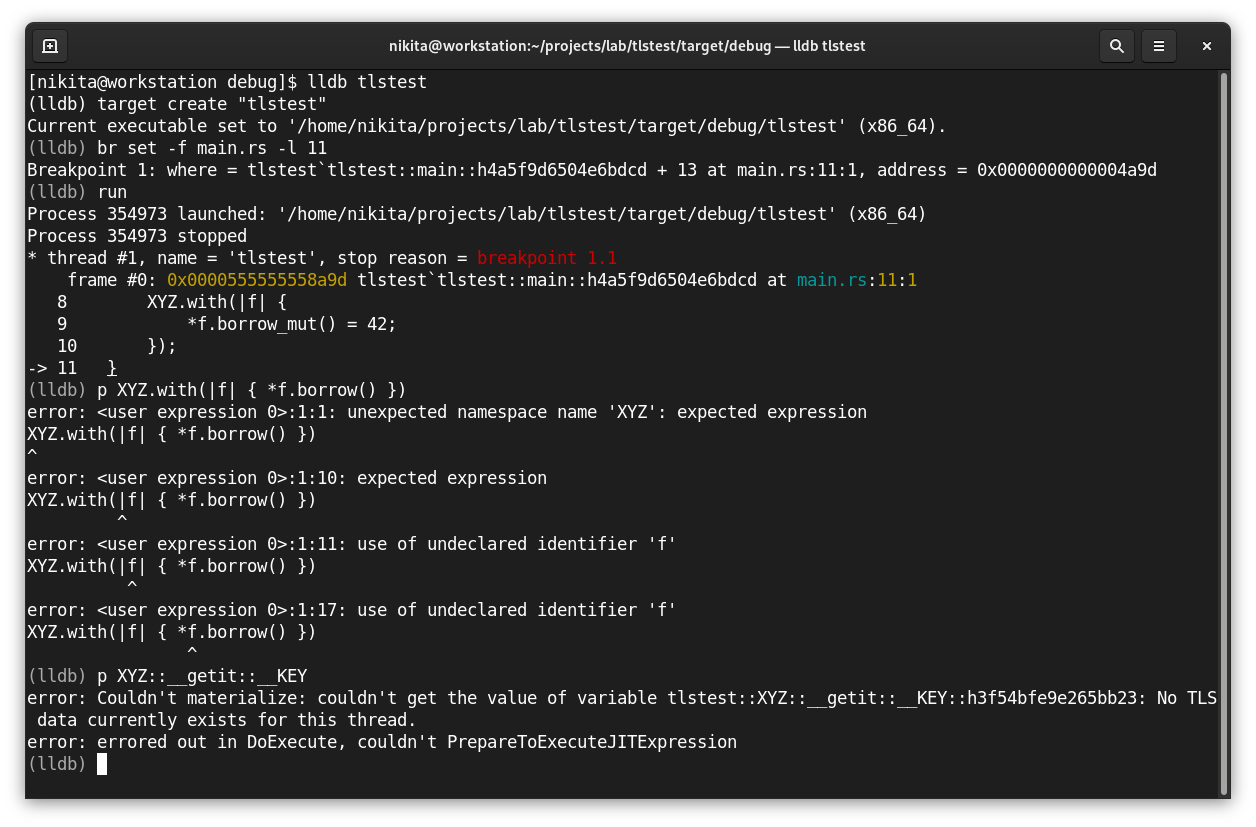 nikita@workstation:~/projects/lab/tlstest/target/debug — lldb tlstest
[nikita@workstation debug]$ lldb tlstest
(lldb) target create "tlstest"
Current executable set to '/home/nikita/projects/lab/tlstest/target/debug/tlstest' (x86_64).
(lldb) br set -f main.rs -l 11
Breakpoint 1: where = tlstest`tlstest::main::h4a5f9d6504e6bdcd + 13 at main.rs:11:1, address = 0x0000000000004a9d
(lldb) run
Process 354973 launched: '/home/nikita/projects/lab/tlstest/target/debug/tlstest' (x86_64)
Process 354973 stopped
* thread #1, name = 'tlstest', stop reason = breakpoint 1.1
    frame #0: 0x0000555555558a9d tlstest`tlstest::main::h4a5f9d6504e6bdcd at main.rs:11:1
   8        XYZ.with(|f| {
   9            *f.borrow_mut() = 42;
   10       });
-> 11   }
(lldb) p XYZ.with(|f| { *f.borrow() })
error: <user expression 0>:1:1: unexpected namespace name 'XYZ': expected expression
XYZ.with(|f| { *f.borrow() })
^
error: <user expression 0>:1:10: expected expression
XYZ.with(|f| { *f.borrow() })
         ^
error: <user expression 0>:1:11: use of undeclared identifier 'f'
XYZ.with(|f| { *f.borrow() })
          ^
error: <user expression 0>:1:17: use of undeclared identifier 'f'
XYZ.with(|f| { *f.borrow() })
                ^
(lldb) p XYZ::__getit::__KEY
error: Couldn't materialize: couldn't get the value of variable tlstest::XYZ::__getit::__KEY::h3f54bfe9e265bb23: No TLS
 data currently exists for this thread.
error: errored out in DoExecute, couldn't PrepareToExecuteJITExpression
(lldb)